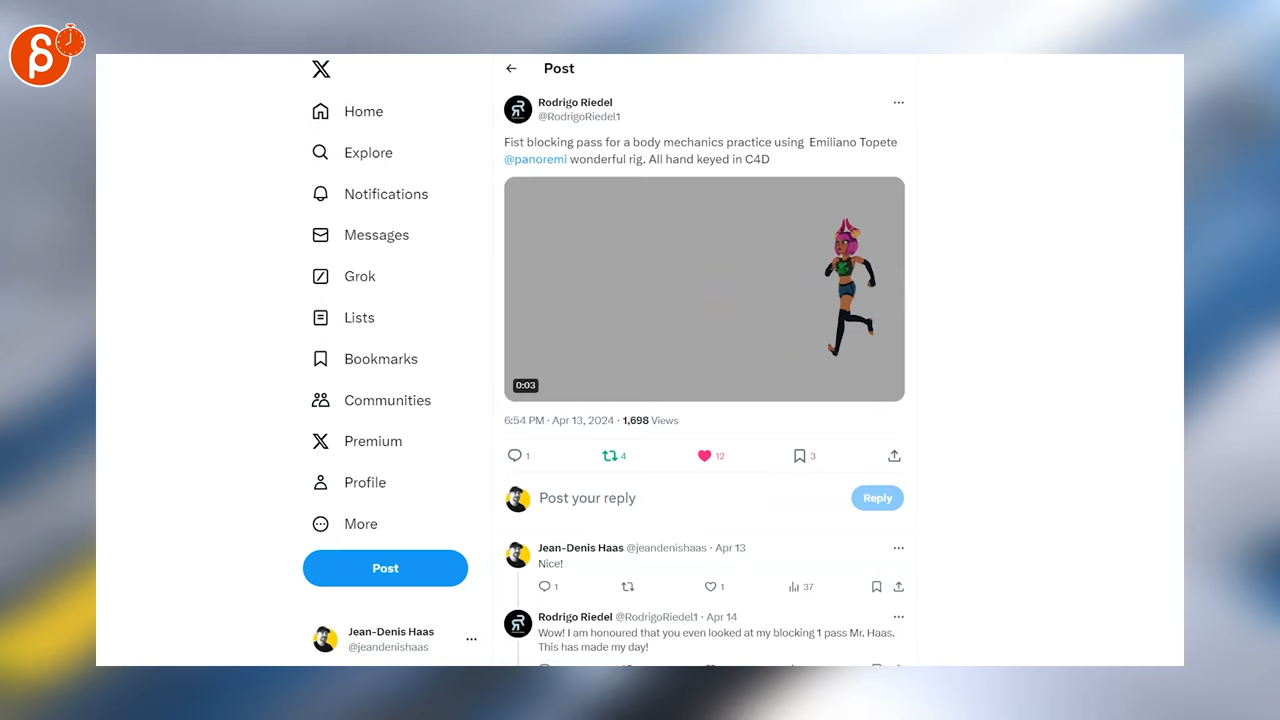 Post
Rodrigo Riedel
@RodrigoRiedel1
Fist blocking pass for a body mechanics practice using Emiliano Topete
@panoremi wonderful rig. All hand keyed in C4D
0:03
6:54 PM · Apr 13, 2024 · 1,698 Views
1 4 12 3
Post your reply
Reply
Jean-Denis Haas @jeandenishaas · Apr 13
Nice!
1 1 37
Rodrigo Riedel @RodrigoRiedel1 · Apr 14
Wow! I am honoured that you even looked at my blocking 1 pass Mr. Haas.
This has made my day!
Home
Explore
Notifications
Messages
Grok
Lists
Bookmarks
Communities
Premium
Profile
More
Post
Jean-Denis Haas
@jeandenishaas